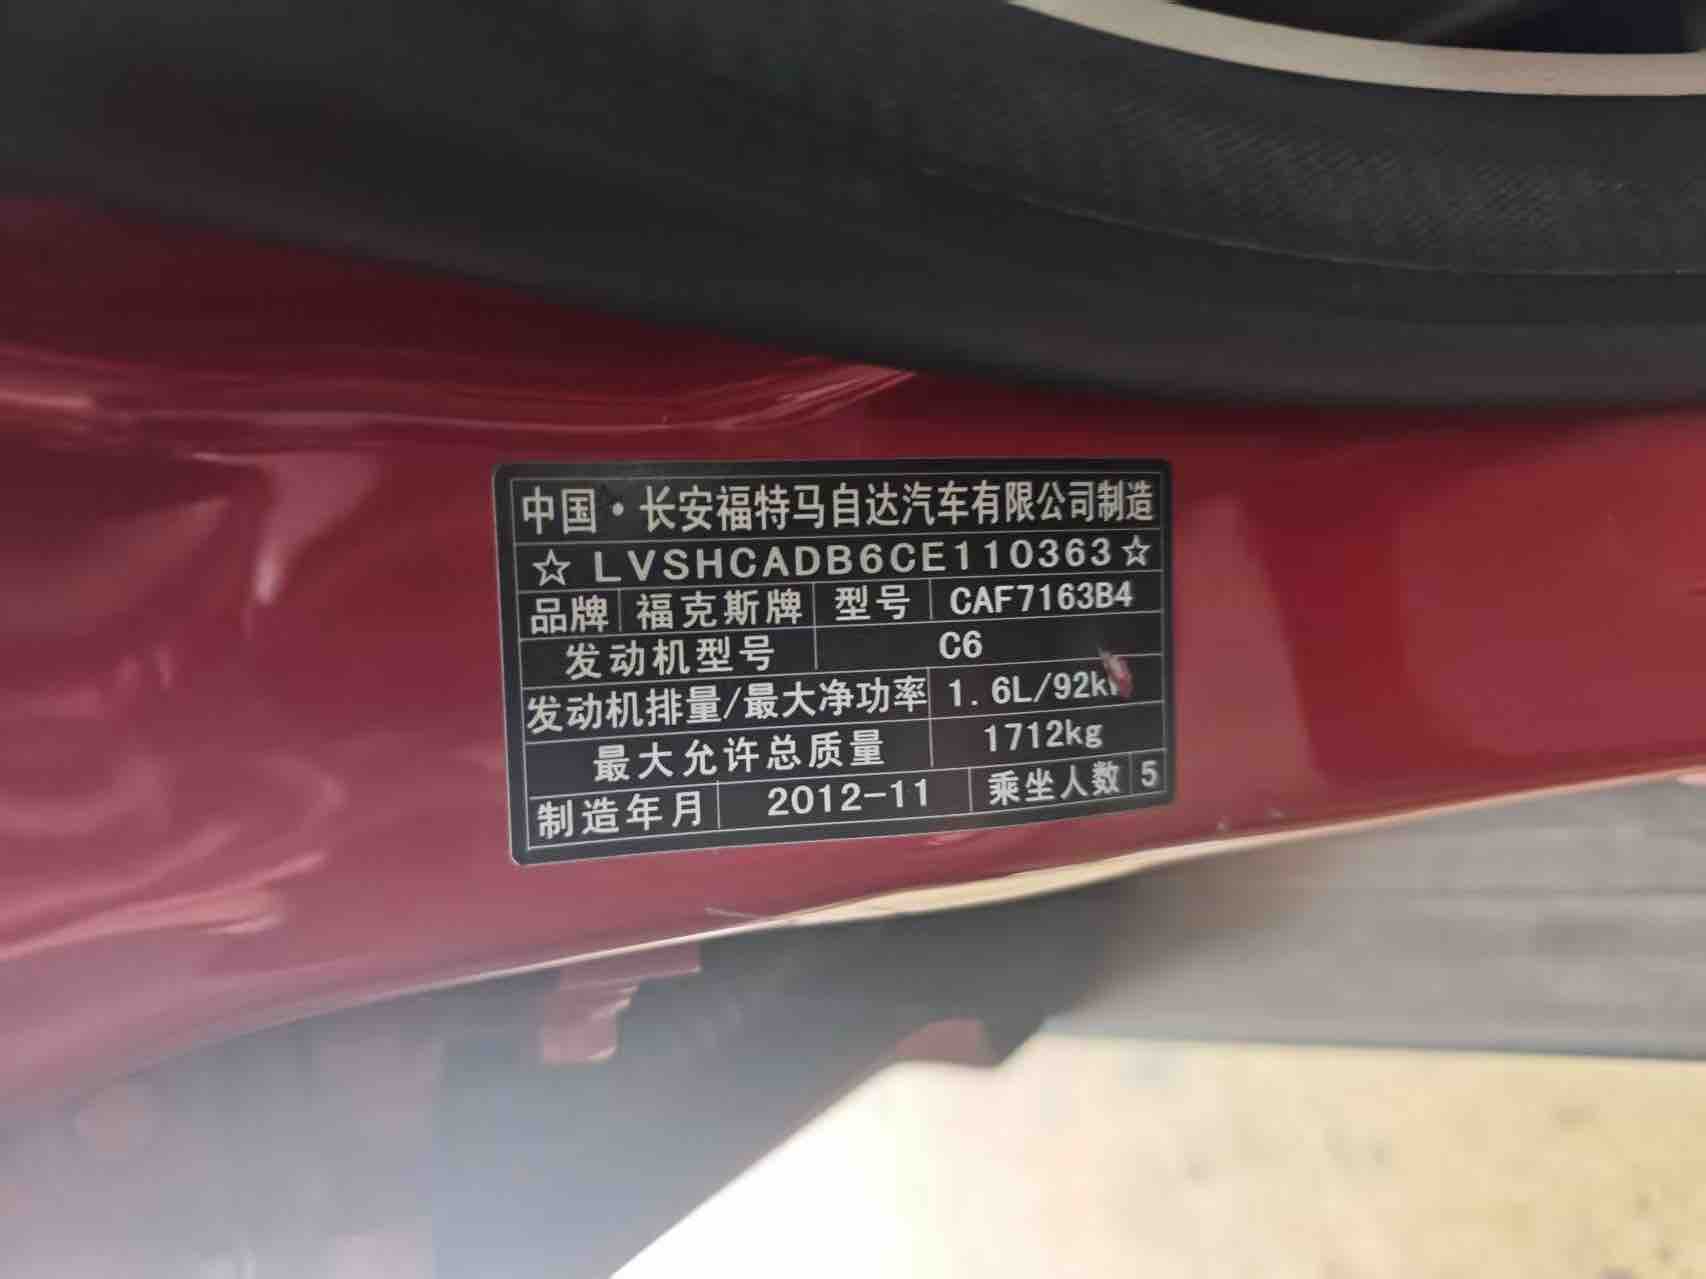 中国·长安福特马自达汽车有限公司制造
☆LVSHCADB6CE110363☆
品牌 福克斯牌 型号 CAF7163B4
发动机型号 C6
发动机排量/最大净功率 1.6L/92k
最大允许总质量 1712kg
制造年月 2012-11 乘坐人数 5